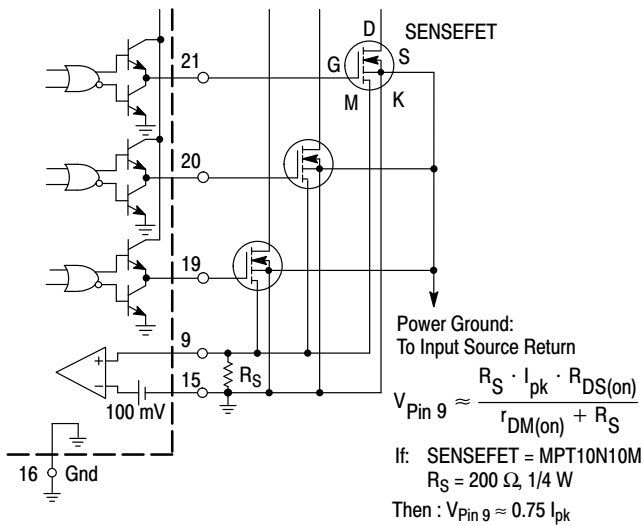 D
SENSEFET
21
G
S
M
K
20
19
9
R_S
15
100 mV
16
Gnd
Power Ground:
To Input Source Return
V_Pin 9 ≈ (R_S · I_pk · R_DS(on)) / (r_DM(on) + R_S)
If: SENSEFET = MPT10N10M
R_S = 200 Ω, 1/4 W
Then : V_Pin 9 ≈ 0.75 I_pk